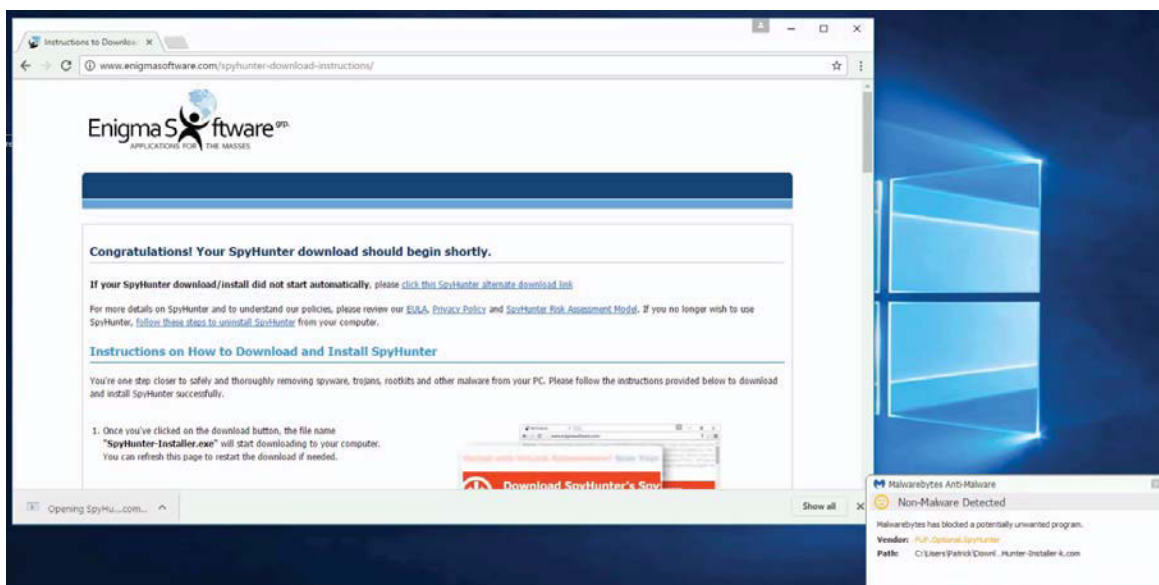 Instructions to Downloa
www.enigmasoftware.com/spyhunter-download-instructions/
Enigma S ftware grp.
APPLICATIONS FOR THE MASSES
Congratulations! Your SpyHunter download should begin shortly.
If your SpyHunter download/install did not start automatically, please click this SpyHunter alternate download link
For more details on SpyHunter and to understand our policies, please review our EULA, Privacy Policy and SpyHunter Risk Assessment Model. If you no longer wish to use
SpyHunter, follow these steps to uninstall SpyHunter from your computer.
Instructions on How to Download and Install SpyHunter
You're one step closer to safely and thoroughly removing spyware, trojans, rootkits and other malware from your PC. Please follow the instructions provided below to download
and install SpyHunter successfully.
1. Once you've clicked on the download button, the file name
"SpyHunter-Installer.exe" will start downloading to your computer.
You can refresh this page to restart the download if needed.
Download SpyHunter's Spy
Opening SpyHu....com...
Show all
Malwarebytes Anti-Malware
Non-Malware Detected
Malwarebytes has blocked a potentially unwanted program.
Vendor: PUP.Optional.SpyHunter
Path: C:\Users\Patrick\Downl...Hunter-Installer-k.com